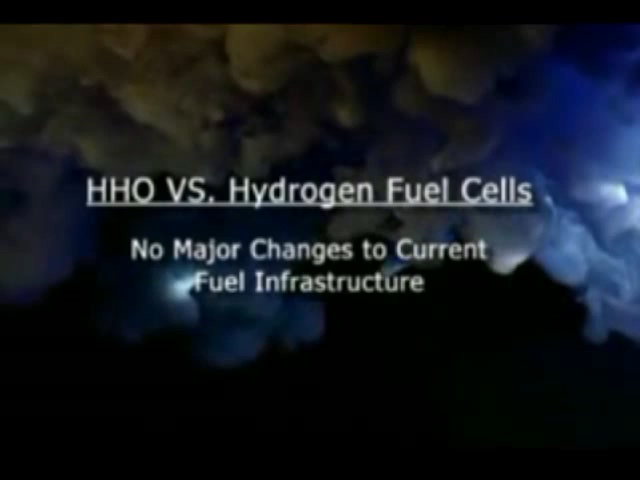 HHO VS. Hydrogen Fuel Cells
No Major Changes to Current
Fuel Infrastructure